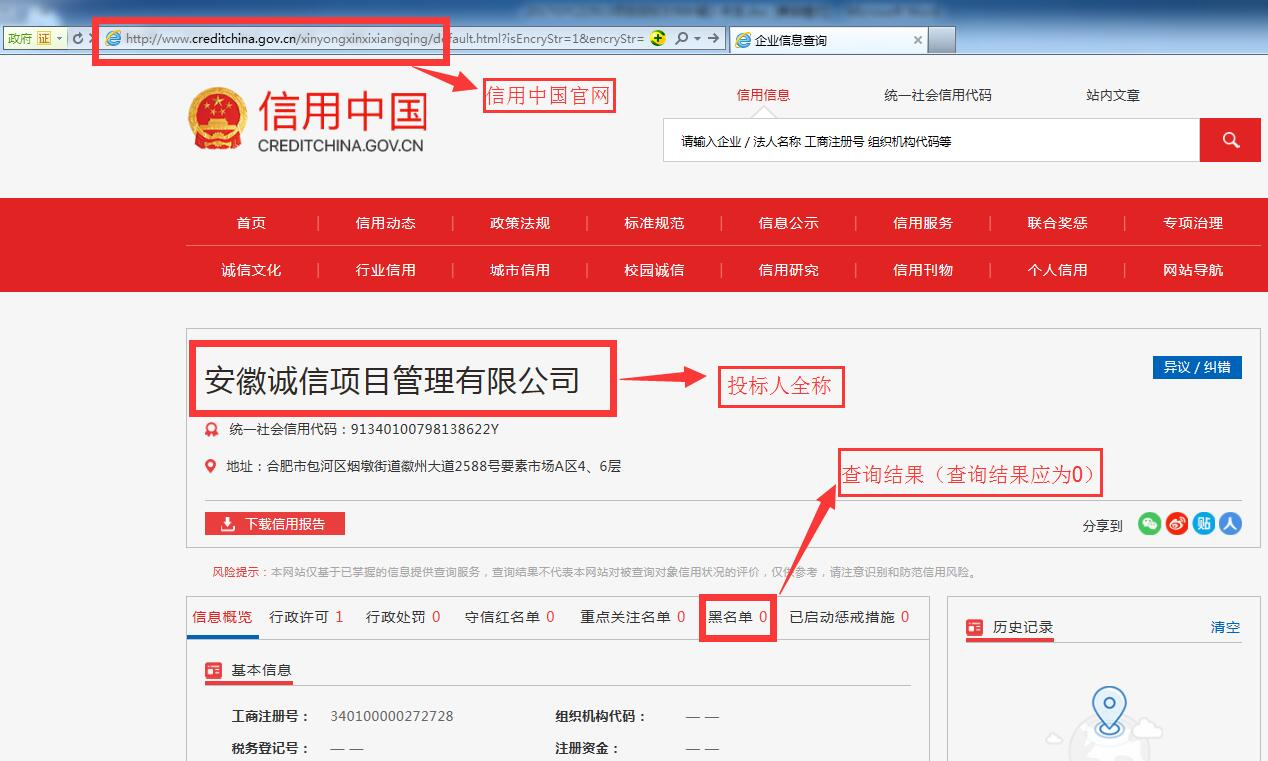 政府 证
http://www.creditchina.gov.cn/xinyongxinxixiangqing/default.html?isEncryStr=1&encryStr=
企业信息查询
信用中国官网
信用中国
CREDITCHINA.GOV.CN
信用信息 统一社会信用代码 站内文章
请输入企业 / 法人名称 工商注册号 组织机构代码等
首页 信用动态 政策法规 标准规范 信息公示 信用服务 联合奖惩 专项治理
诚信文化 行业信用 城市信用 校园诚信 信用研究 信用刊物 个人信用 网站导航
安徽诚信项目管理有限公司
投标人全称
异议 / 纠错
统一社会信用代码：91340100798138622Y
地址：合肥市包河区烟墩街道徽州大道2588号要素市场A区4、6层
查询结果（查询结果应为0）
下载信用报告
分享到 贴 人
风险提示：本网站仅基于已掌握的信息提供查询服务，查询结果不代表本网站对被查询对象信用状况的评价，仅供参考，请注意识别和防范信用风险。
信息概览 行政许可 1 行政处罚 0 守信红名单 0 重点关注名单 0 黑名单 0 已启动惩戒措施 0
历史记录 清空
基本信息
工商注册号： 340100000272728 组织机构代码： — —
税务登记号： — — 注册资金： — —